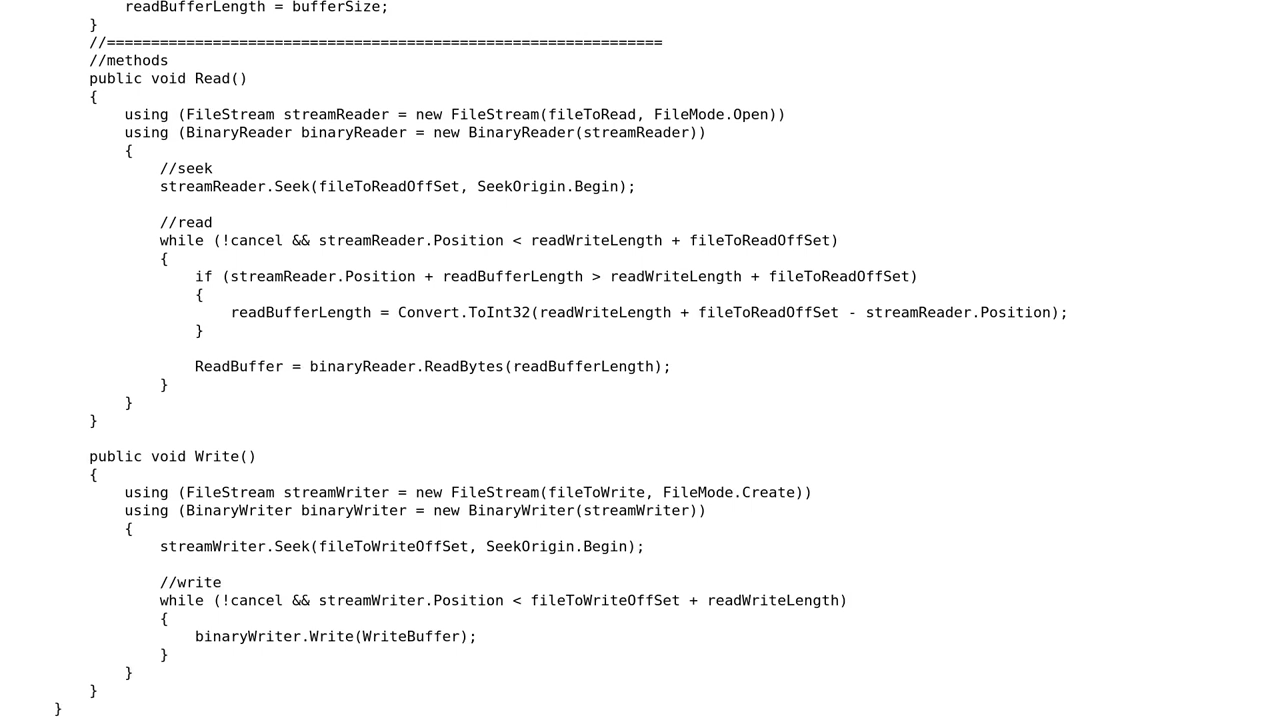 readBufferLength = bufferSize;
}
//===============================================================
//methods
public void Read()
{
using (FileStream streamReader = new FileStream(fileToRead, FileMode.Open))
using (BinaryReader binaryReader = new BinaryReader(streamReader))
{
//seek
streamReader.Seek(fileToReadOffSet, SeekOrigin.Begin);
//read
while (!cancel && streamReader.Position < readWriteLength + fileToReadOffSet)
{
if (streamReader.Position + readBufferLength > readWriteLength + fileToReadOffSet)
{
readBufferLength = Convert.ToInt32(readWriteLength + fileToReadOffSet - streamReader.Position);
}
ReadBuffer = binaryReader.ReadBytes(readBufferLength);
}
}
}
public void Write()
{
using (FileStream streamWriter = new FileStream(fileToWrite, FileMode.Create))
using (BinaryWriter binaryWriter = new BinaryWriter(streamWriter))
{
streamWriter.Seek(fileToWriteOffSet, SeekOrigin.Begin);
//write
while (!cancel && streamWriter.Position < fileToWriteOffSet + readWriteLength)
{
binaryWriter.Write(WriteBuffer);
}
}
}
}